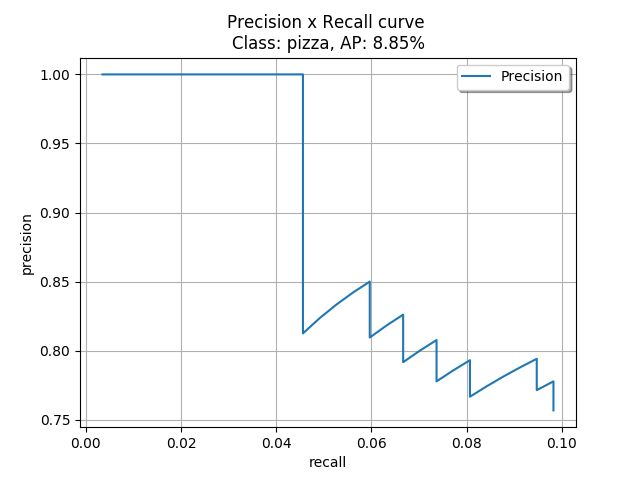 Precision x Recall curve
Class: pizza, AP: 8.85%
Precision
1.00
0.95
0.90
0.85
0.80
0.75
precision
0.00 0.02 0.04 0.06 0.08 0.10
recall